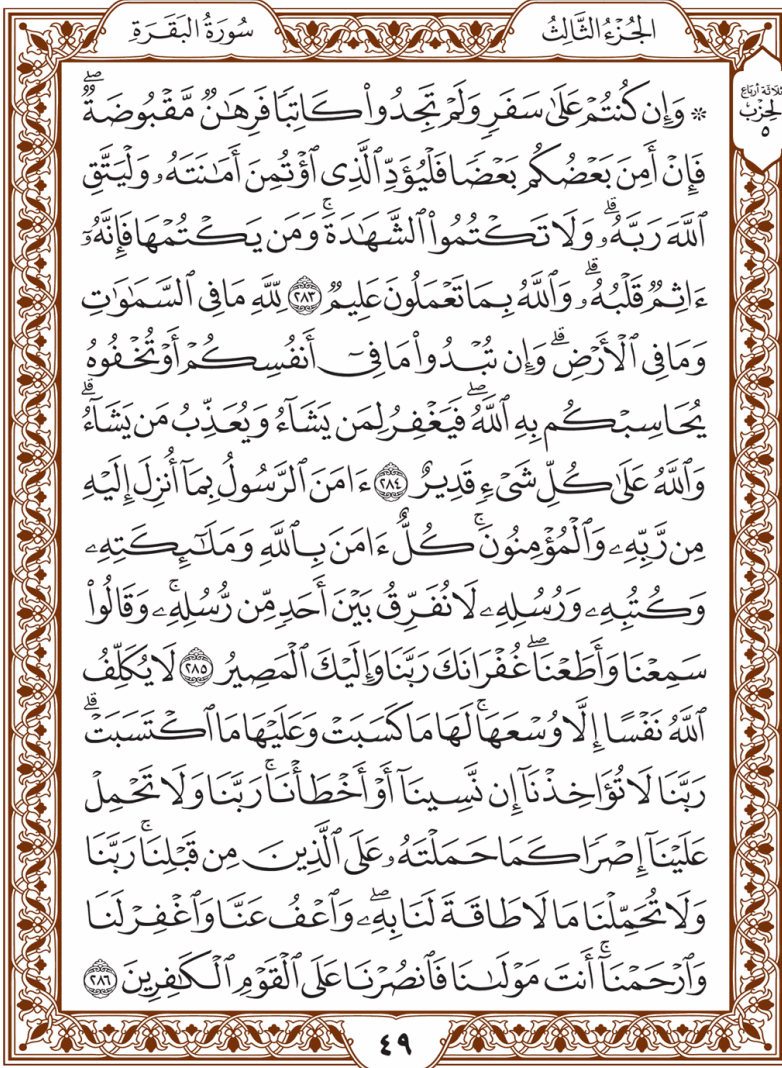 الجُزْءُ الثَّالِثُ
سُورَةُ البَقَرَةِ
ثلاثة أرباع
الحِزْبِ
٥
۞ وَإِن كُنتُمْ عَلَىٰ سَفَرٍ وَلَمْ تَجِدُوا۟ كَاتِبًا فَرِهَـٰنٌ مَّقْبُوضَةٌ ۖ
فَإِنْ أَمِنَ بَعْضُكُم بَعْضًا فَلْيُؤَدِّ ٱلَّذِى ٱؤْتُمِنَ أَمَـٰنَتَهُۥ وَلْيَتَّقِ
ٱللَّهَ رَبَّهُۥ ۗ وَلَا تَكْتُمُوا۟ ٱلشَّهَـٰدَةَ ۚ وَمَن يَكْتُمْهَا فَإِنَّهُۥٓ
ءَاثِمٌ قَلْبُهُۥ ۗ وَٱللَّهُ بِمَا تَعْمَلُونَ عَلِيمٌ ٢٨٣ لِّلَّهِ مَا فِى ٱلسَّمَـٰوَٰتِ
وَمَا فِى ٱلْأَرْضِ ۗ وَإِن تُبْدُوا۟ مَا فِىٓ أَنفُسِكُمْ أَوْ تُخْفُوهُ
يُحَاسِبْكُم بِهِ ٱللَّهُ ۖ فَيَغْفِرُ لِمَن يَشَآءُ وَيُعَذِّبُ مَن يَشَآءُ ۗ
وَٱللَّهُ عَلَىٰ كُلِّ شَىْءٍ قَدِيرٌ ٢٨٤ ءَامَنَ ٱلرَّسُولُ بِمَآ أُنزِلَ إِلَيْهِ
مِن رَّبِّهِۦ وَٱلْمُؤْمِنُونَ ۚ كُلٌّ ءَامَنَ بِٱللَّهِ وَمَلَـٰٓئِكَتِهِۦ
وَكُتُبِهِۦ وَرُسُلِهِۦ لَا نُفَرِّقُ بَيْنَ أَحَدٍ مِّن رُّسُلِهِۦ ۚ وَقَالُوا۟
سَمِعْنَا وَأَطَعْنَا ۖ غُفْرَانَكَ رَبَّنَا وَإِلَيْكَ ٱلْمَصِيرُ ٢٨٥ لَا يُكَلِّفُ
ٱللَّهُ نَفْسًا إِلَّا وُسْعَهَا ۚ لَهَا مَا كَسَبَتْ وَعَلَيْهَا مَا ٱكْتَسَبَتْ ۗ
رَبَّنَا لَا تُؤَاخِذْنَآ إِن نَّسِينَآ أَوْ أَخْطَأْنَا ۚ رَبَّنَا وَلَا تَحْمِلْ
عَلَيْنَآ إِصْرًا كَمَا حَمَلْتَهُۥ عَلَى ٱلَّذِينَ مِن قَبْلِنَا ۚ رَبَّنَا
وَلَا تُحَمِّلْنَا مَا لَا طَاقَةَ لَنَا بِهِۦ ۖ وَٱعْفُ عَنَّا وَٱغْفِرْ لَنَا
وَٱرْحَمْنَآ ۚ أَنتَ مَوْلَىٰنَا فَٱنصُرْنَا عَلَى ٱلْقَوْمِ ٱلْكَـٰفِرِينَ ٢٨٦
٤٩